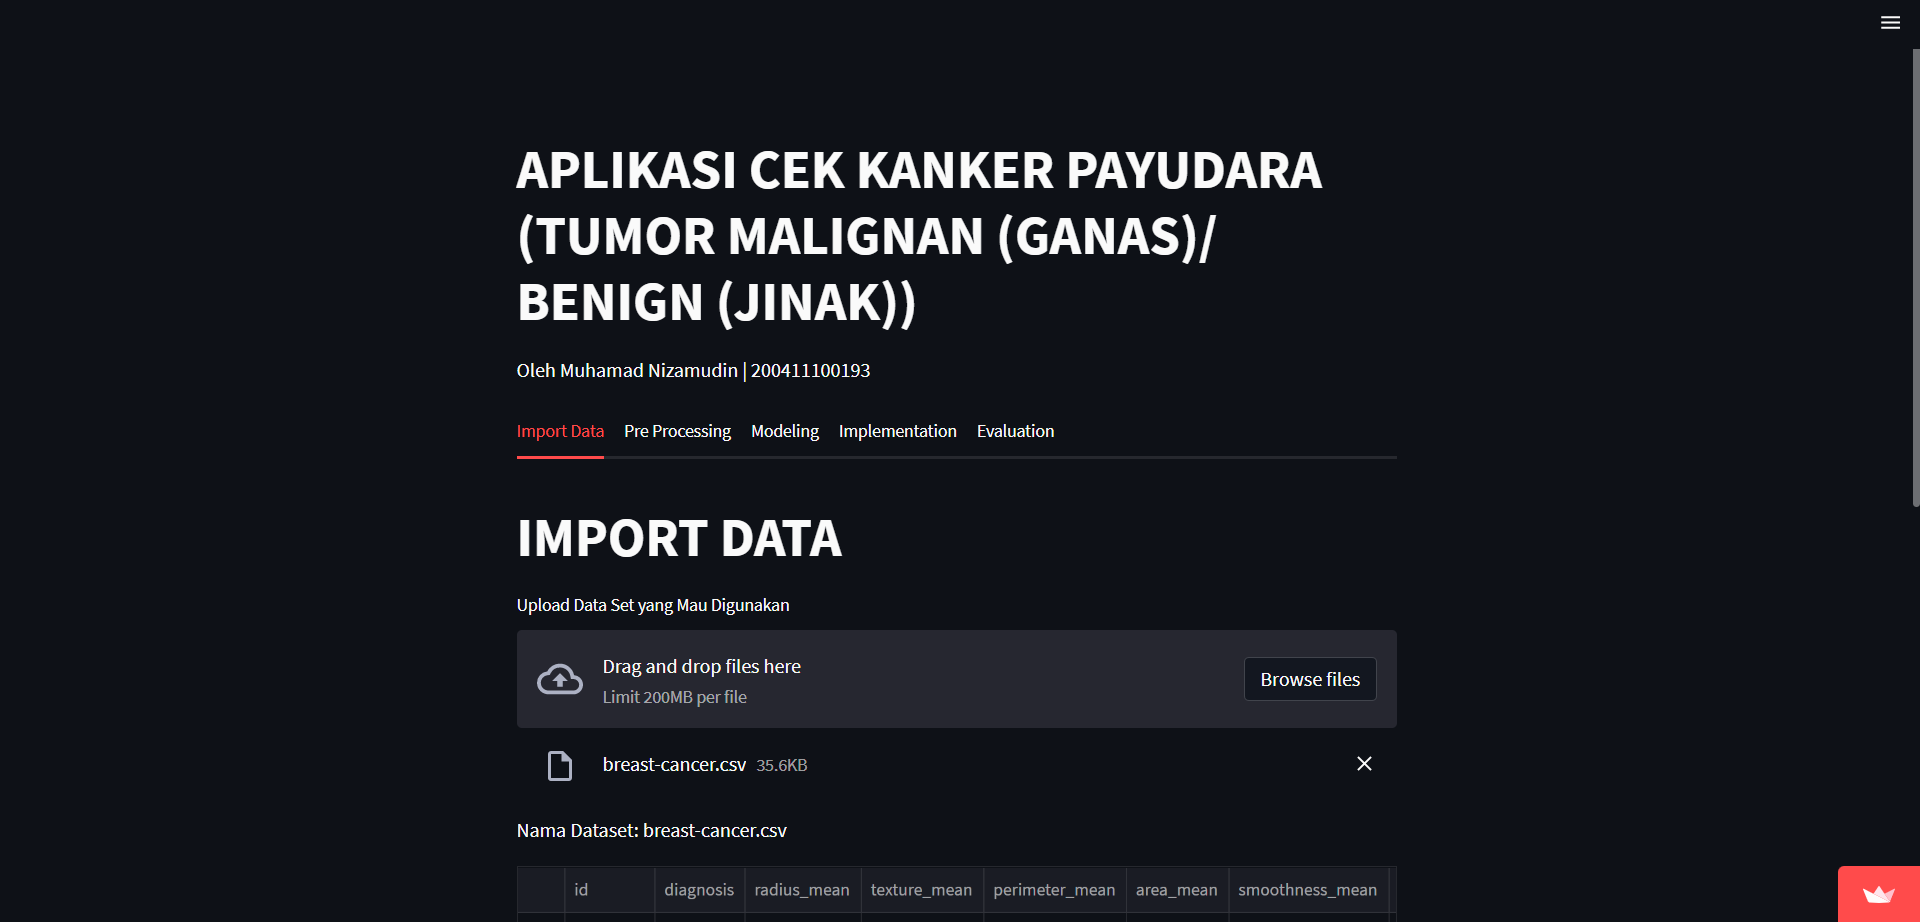 APLIKASI CEK KANKER PAYUDARA
(TUMOR MALIGNAN (GANAS)/
BENIGN (JINAK))
Oleh Muhamad Nizamudin | 200411100193
Import Data Pre Processing Modeling Implementation Evaluation
IMPORT DATA
Upload Data Set yang Mau Digunakan
Drag and drop files here
Limit 200MB per file
Browse files
breast-cancer.csv 35.6KB
Nama Dataset: breast-cancer.csv
id diagnosis radius_mean texture_mean perimeter_mean area_mean smoothness_mean